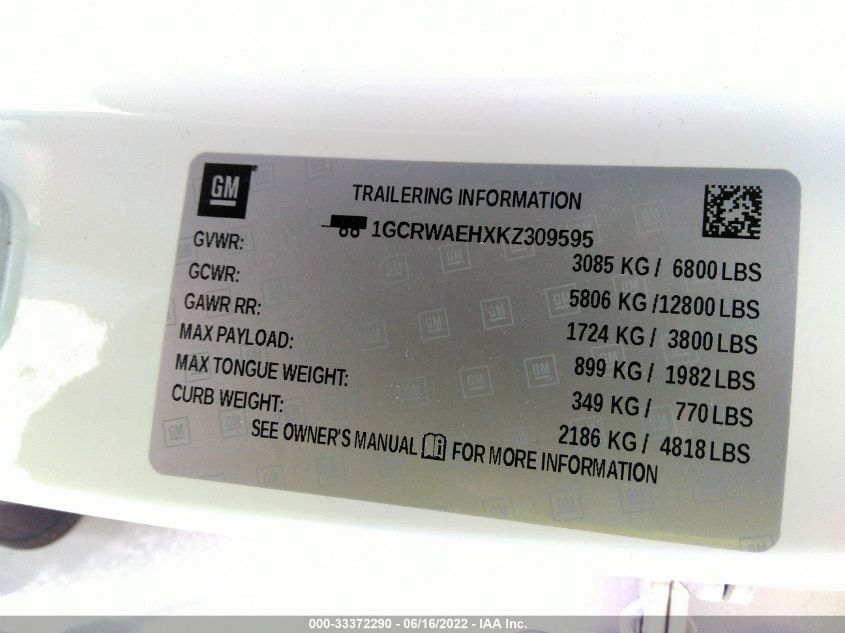 GM
TRAILERING INFORMATION
1GCRWAEHXKZ309595
GVWR: 3085 KG / 6800 LBS
GCWR: 5806 KG /12800 LBS
GAWR RR: 1724 KG / 3800 LBS
MAX PAYLOAD: 899 KG / 1982 LBS
MAX TONGUE WEIGHT: 349 KG / 770 LBS
CURB WEIGHT: 2186 KG / 4818 LBS
SEE OWNER'S MANUAL FOR MORE INFORMATION
000-33372290 - 06/16/2022 - IAA Inc.